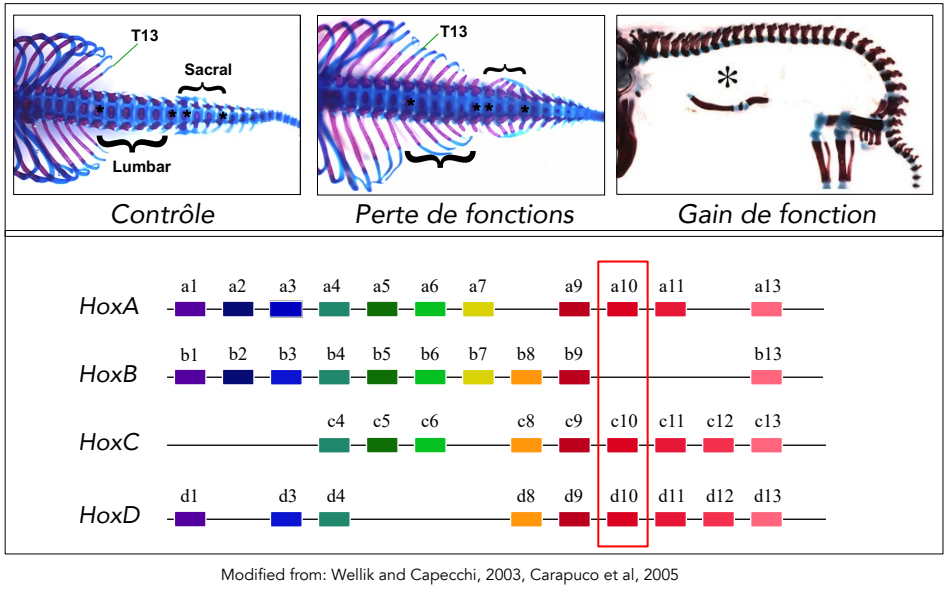 T13
Sacral
*
* *
*
Lumbar
T13
*
* *
*
*
Contrôle
Perte de fonctions
Gain de fonction
a1 a2 a3 a4 a5 a6 a7 a9 a10 a11 a13
HoxA
b1 b2 b3 b4 b5 b6 b7 b8 b9 b13
HoxB
c4 c5 c6 c8 c9 c10 c11 c12 c13
HoxC
d1 d3 d4 d8 d9 d10 d11 d12 d13
HoxD
Modified from: Wellik and Capecchi, 2003, Carapuco et al, 2005